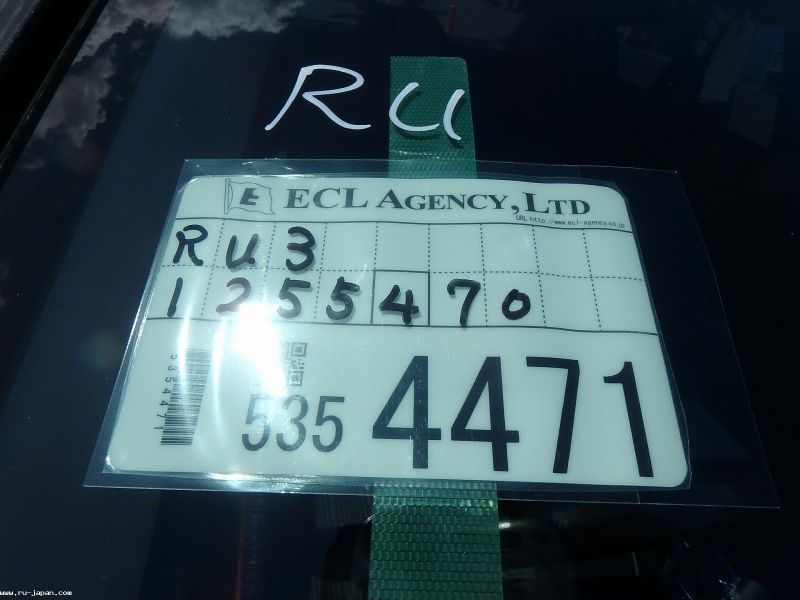 RU
E ECL AGENCY, LTD
URL http://www.ecl-agency.co.jp
RU3
1255470
53544471
535 4471
www.ru-japan.com